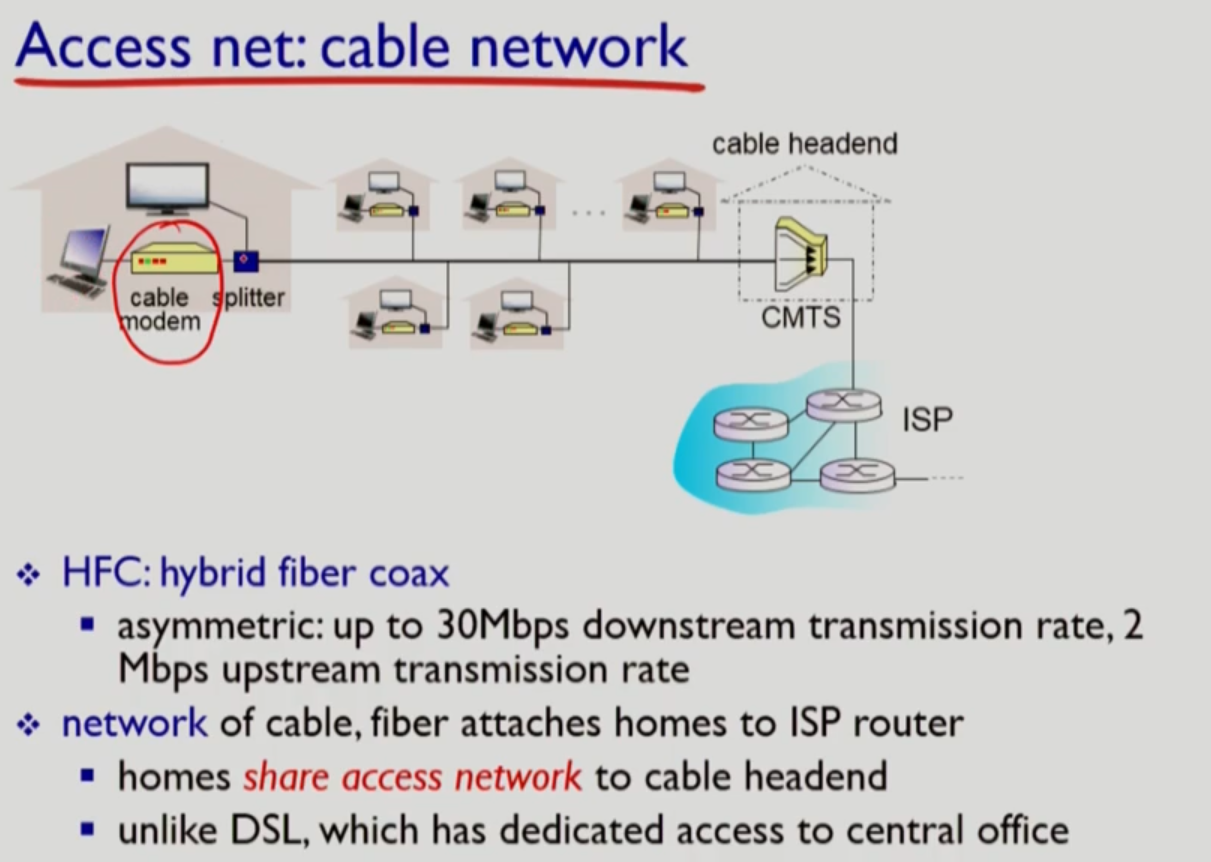 Access net: cable network
cable headend
cable
modem
splitter
CMTS
ISP
HFC: hybrid fiber coax
asymmetric: up to 30Mbps downstream transmission rate, 2
Mbps upstream transmission rate
network of cable, fiber attaches homes to ISP router
homes share access network to cable headend
unlike DSL, which has dedicated access to central office